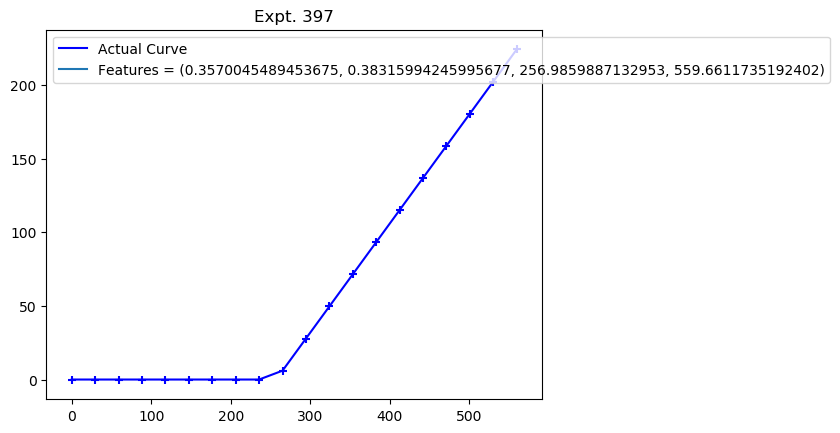 Expt. 397
Actual Curve
Features = (0.3570045489453675, 0.38315994245995677, 256.9859887132953, 559.6611735192402)
200
150
100
50
0
0 100 200 300 400 500